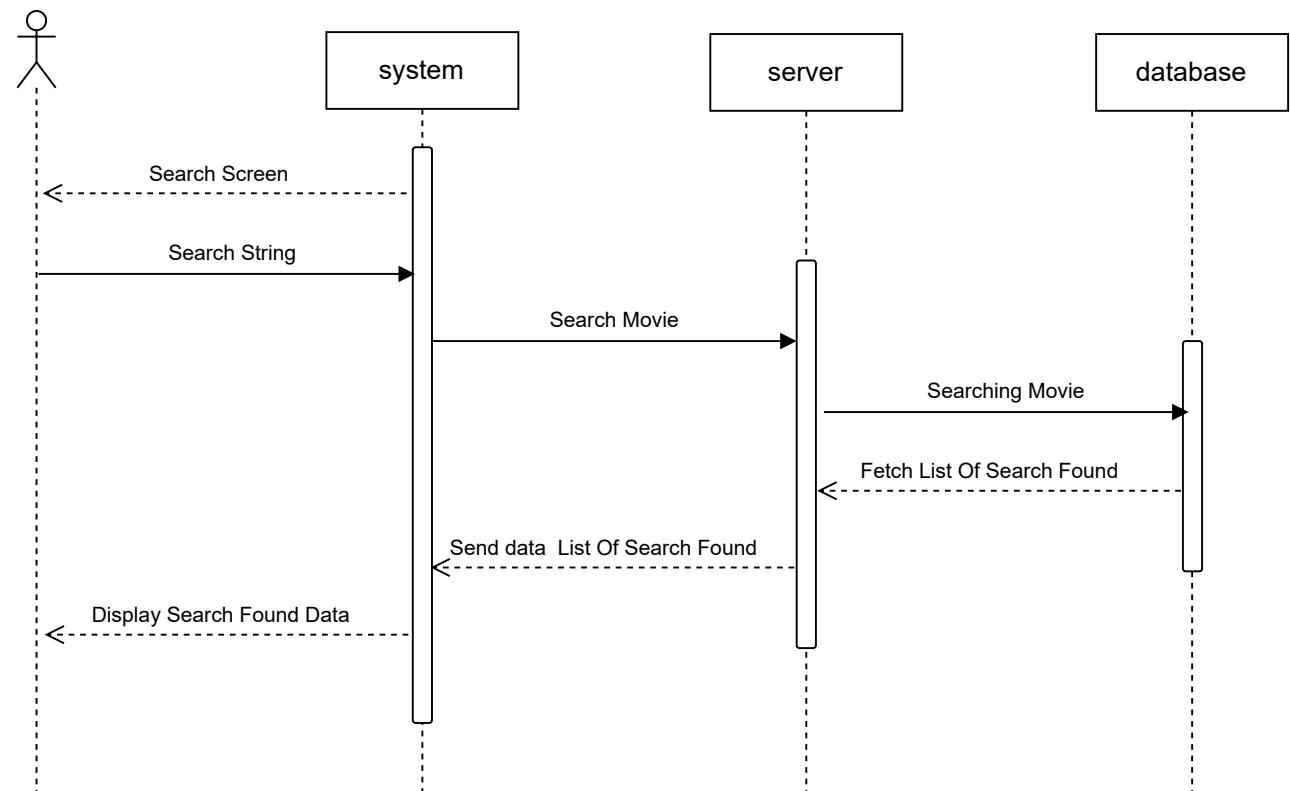 system
server
database
Search Screen
Search String
Search Movie
Searching Movie
Fetch List Of Search Found
Send data  List Of Search Found
Display Search Found Data